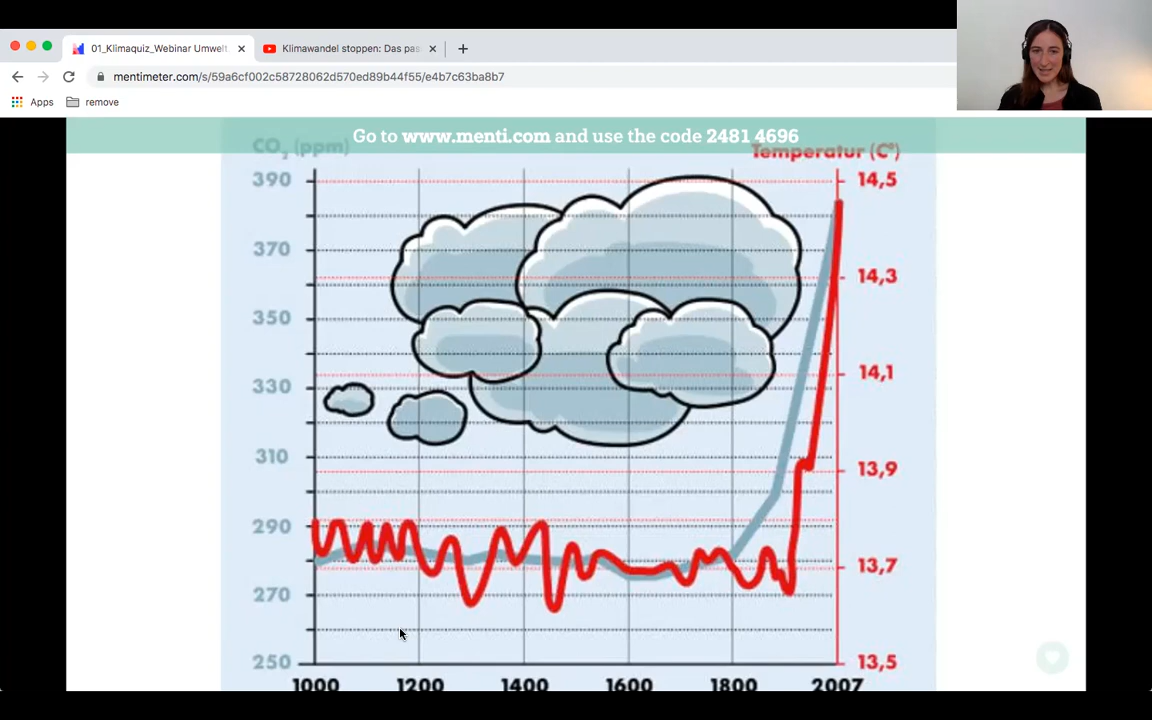 01_Klimaquiz_Webinar Umwelt
Klimawandel stoppen: Das pas
mentimeter.com/s/59a6cf002c58728062d570ed89b44f55/e4b7c63ba8b7
Apps remove
Go to www.menti.com and use the code 2481 4696
CO₂ (ppm) Temperatur (C°)
390 14,5
370
14,3
350
14,1
330
310
13,9
290
13,7
270
250 13,5
1000 1200 1400 1600 1800 2007